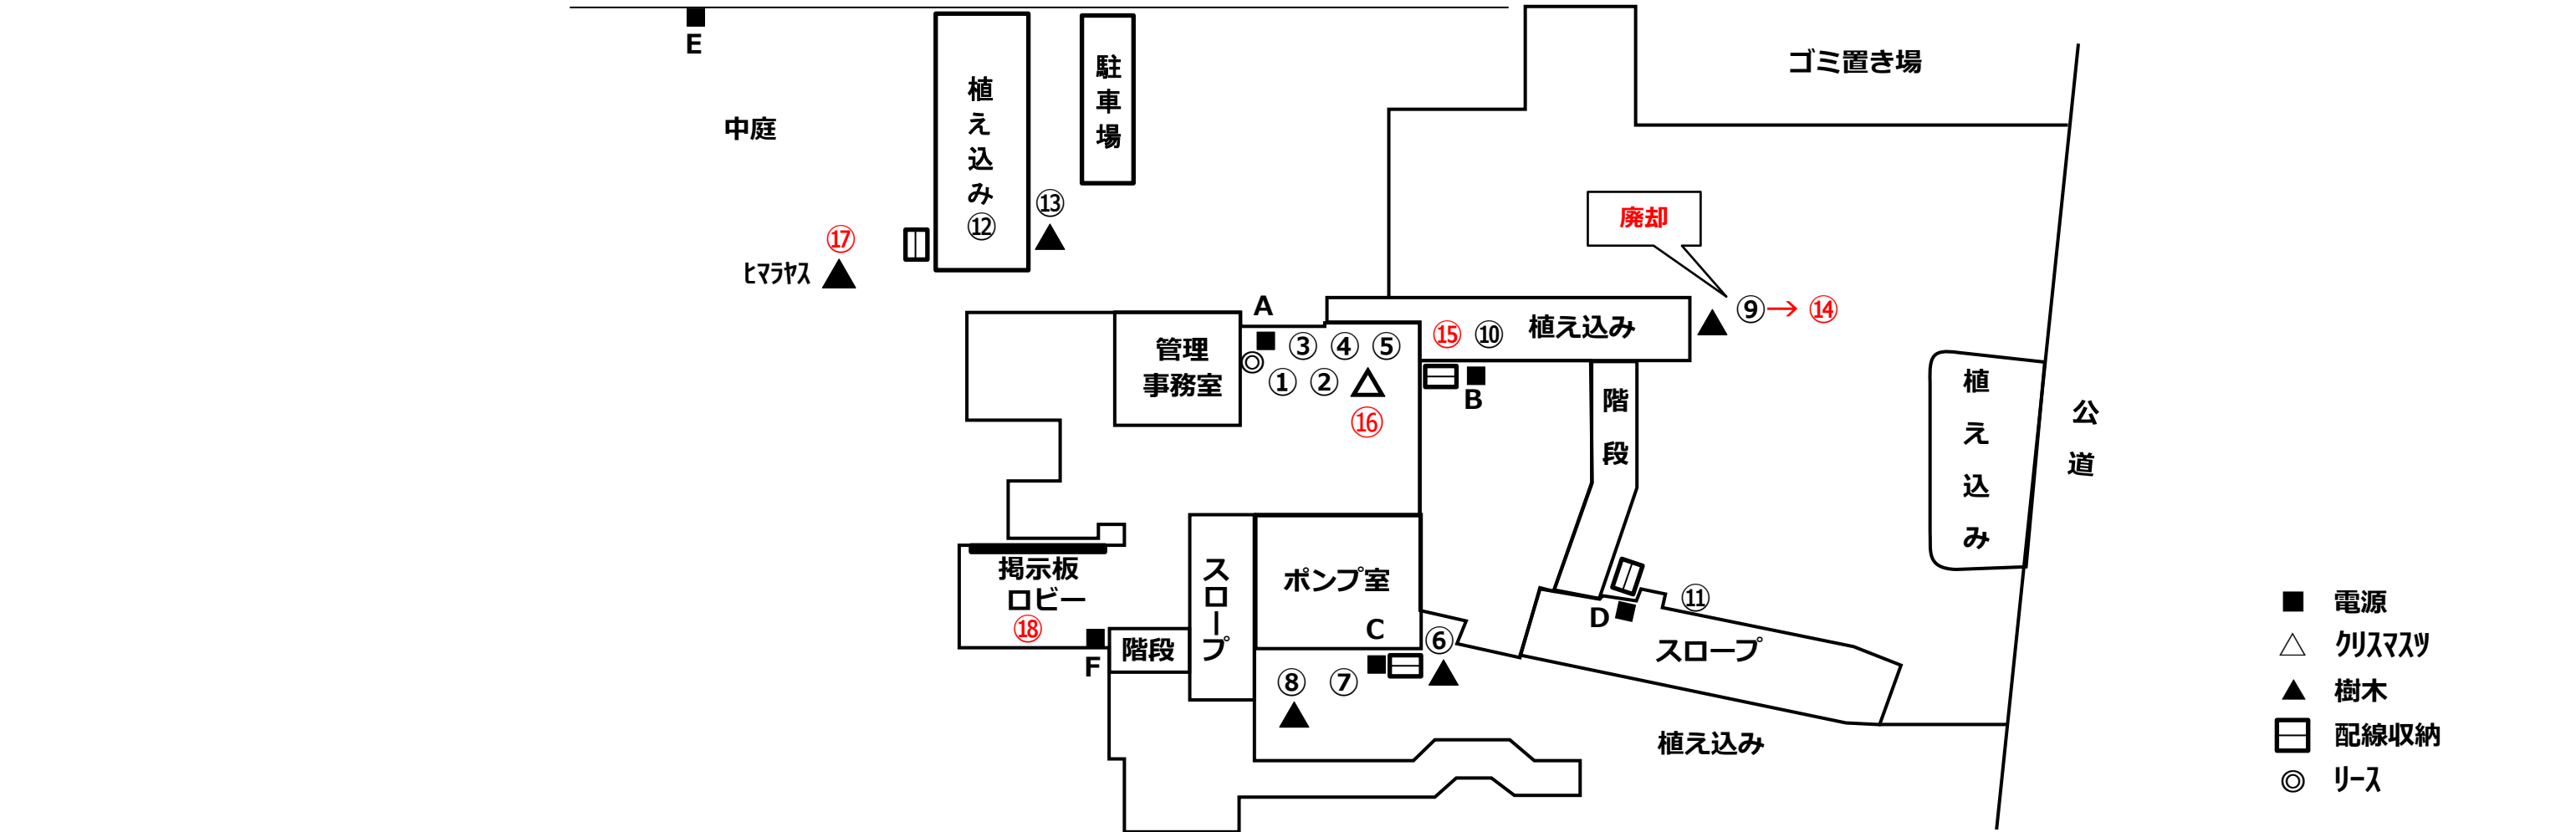 E
中庭
植え込み
⑫
駐車場
⑬
⑰
ヒマラヤス
ゴミ置き場
廃却
⑨→⑭
A
管理
事務室
③ ④ ⑤
① ②
⑯
⑮ ⑩ 植え込み
B
階段
植え込み
公道
掲示板
ロビー
⑱
F
階段
スロープ
ポンプ室
C
⑥
⑧ ⑦
D
⑪
スロープ
植え込み
電源
クリスマスツ
樹木
配線収納
リース